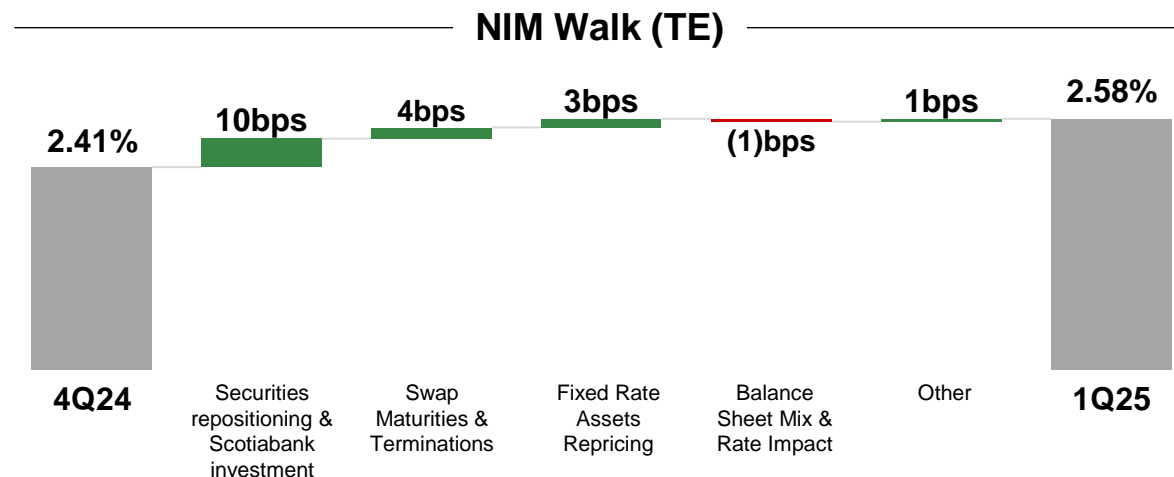 NIM Walk (TE)
2.41%
10bps
4bps
3bps
(1)bps
1bps
2.58%
4Q24
Securities
repositioning &
Scotiabank
investment
Swap
Maturities &
Terminations
Fixed Rate
Assets
Repricing
Balance
Sheet Mix &
Rate Impact
Other
1Q25